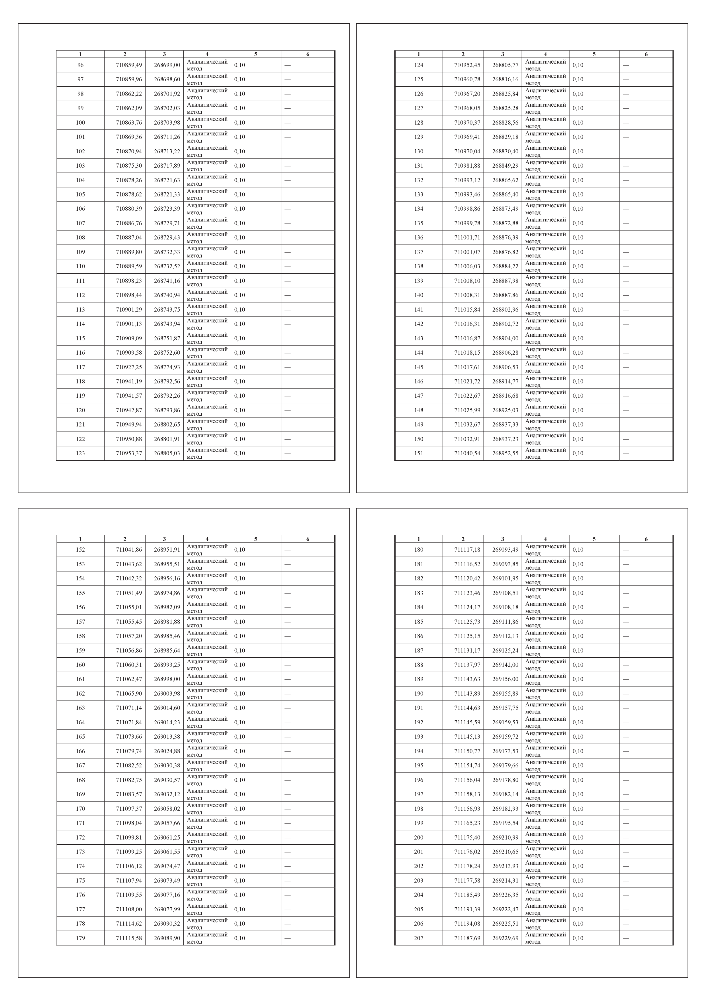 1 2 3 4 5 6
96 710859,49 268699,00 Аналитический метод 0,10 —
97 710859,96 268698,60 Аналитический метод 0,10 —
98 710862,22 268701,92 Аналитический метод 0,10 —
99 710862,09 268702,03 Аналитический метод 0,10 —
100 710863,76 268703,98 Аналитический метод 0,10 —
101 710869,36 268711,26 Аналитический метод 0,10 —
102 710870,94 268713,22 Аналитический метод 0,10 —
103 710875,30 268717,89 Аналитический метод 0,10 —
104 710878,26 268721,63 Аналитический метод 0,10 —
105 710878,62 268721,33 Аналитический метод 0,10 —
106 710880,39 268723,39 Аналитический метод 0,10 —
107 710886,76 268729,71 Аналитический метод 0,10 —
108 710887,04 268729,43 Аналитический метод 0,10 —
109 710889,80 268732,33 Аналитический метод 0,10 —
110 710889,59 268732,52 Аналитический метод 0,10 —
111 710898,23 268741,16 Аналитический метод 0,10 —
112 710898,44 268740,94 Аналитический метод 0,10 —
113 710901,29 268743,75 Аналитический метод 0,10 —
114 710901,13 268743,94 Аналитический метод 0,10 —
115 710909,09 268751,87 Аналитический метод 0,10 —
116 710909,58 268752,60 Аналитический метод 0,10 —
117 710927,25 268774,93 Аналитический метод 0,10 —
118 710941,19 268792,56 Аналитический метод 0,10 —
119 710941,57 268792,26 Аналитический метод 0,10 —
120 710942,87 268793,86 Аналитический метод 0,10 —
121 710949,94 268802,65 Аналитический метод 0,10 —
122 710950,88 268801,91 Аналитический метод 0,10 —
123 710953,37 268805,03 Аналитический метод 0,10 —
1 2 3 4 5 6
124 710952,45 268805,77 Аналитический метод 0,10 —
125 710960,78 268816,16 Аналитический метод 0,10 —
126 710967,20 268825,84 Аналитический метод 0,10 —
127 710968,05 268825,28 Аналитический метод 0,10 —
128 710970,37 268828,56 Аналитический метод 0,10 —
129 710969,41 268829,18 Аналитический метод 0,10 —
130 710970,04 268830,40 Аналитический метод 0,10 —
131 710981,88 268849,29 Аналитический метод 0,10 —
132 710993,12 268865,62 Аналитический метод 0,10 —
133 710993,46 268865,40 Аналитический метод 0,10 —
134 710998,86 268873,49 Аналитический метод 0,10 —
135 710999,78 268872,88 Аналитический метод 0,10 —
136 711001,71 268876,39 Аналитический метод 0,10 —
137 711001,07 268876,82 Аналитический метод 0,10 —
138 711006,03 268884,22 Аналитический метод 0,10 —
139 711008,10 268887,98 Аналитический метод 0,10 —
140 711008,31 268887,86 Аналитический метод 0,10 —
141 711015,84 268902,96 Аналитический метод 0,10 —
142 711016,31 268902,72 Аналитический метод 0,10 —
143 711016,87 268904,00 Аналитический метод 0,10 —
144 711018,15 268906,28 Аналитический метод 0,10 —
145 711017,61 268906,53 Аналитический метод 0,10 —
146 711021,72 268914,77 Аналитический метод 0,10 —
147 711022,67 268916,68 Аналитический метод 0,10 —
148 711025,99 268925,03 Аналитический метод 0,10 —
149 711032,67 268937,33 Аналитический метод 0,10 —
150 711032,91 268937,23 Аналитический метод 0,10 —
151 711040,54 268952,55 Аналитический метод 0,10 —
1 2 3 4 5 6
152 711041,86 268951,91 Аналитический метод 0,10 —
153 711043,62 268955,51 Аналитический метод 0,10 —
154 711042,32 268956,16 Аналитический метод 0,10 —
155 711051,49 268974,86 Аналитический метод 0,10 —
156 711055,01 268982,09 Аналитический метод 0,10 —
157 711055,45 268981,88 Аналитический метод 0,10 —
158 711057,20 268985,46 Аналитический метод 0,10 —
159 711056,86 268985,64 Аналитический метод 0,10 —
160 711060,31 268993,25 Аналитический метод 0,10 —
161 711062,47 268998,00 Аналитический метод 0,10 —
162 711065,90 269003,98 Аналитический метод 0,10 —
163 711071,14 269014,60 Аналитический метод 0,10 —
164 711071,84 269014,23 Аналитический метод 0,10 —
165 711073,66 269013,38 Аналитический метод 0,10 —
166 711079,74 269024,88 Аналитический метод 0,10 —
167 711082,52 269030,38 Аналитический метод 0,10 —
168 711082,75 269030,57 Аналитический метод 0,10 —
169 711083,57 269032,12 Аналитический метод 0,10 —
170 711097,37 269058,02 Аналитический метод 0,10 —
171 711098,04 269057,66 Аналитический метод 0,10 —
172 711099,81 269061,25 Аналитический метод 0,10 —
173 711099,25 269061,55 Аналитический метод 0,10 —
174 711106,12 269074,47 Аналитический метод 0,10 —
175 711107,94 269073,49 Аналитический метод 0,10 —
176 711109,55 269077,16 Аналитический метод 0,10 —
177 711108,00 269077,99 Аналитический метод 0,10 —
178 711114,62 269090,32 Аналитический метод 0,10 —
179 711115,58 269089,90 Аналитический метод 0,10 —
1 2 3 4 5 6
180 711117,18 269093,49 Аналитический метод 0,10 —
181 711116,52 269093,85 Аналитический метод 0,10 —
182 711120,42 269101,95 Аналитический метод 0,10 —
183 711123,46 269108,51 Аналитический метод 0,10 —
184 711124,17 269108,18 Аналитический метод 0,10 —
185 711125,73 269111,86 Аналитический метод 0,10 —
186 711125,15 269112,13 Аналитический метод 0,10 —
187 711131,17 269125,24 Аналитический метод 0,10 —
188 711137,97 269142,00 Аналитический метод 0,10 —
189 711143,63 269156,00 Аналитический метод 0,10 —
190 711143,89 269155,89 Аналитический метод 0,10 —
191 711144,63 269157,75 Аналитический метод 0,10 —
192 711145,59 269159,53 Аналитический метод 0,10 —
193 711145,13 269159,72 Аналитический метод 0,10 —
194 711150,77 269173,53 Аналитический метод 0,10 —
195 711154,74 269179,66 Аналитический метод 0,10 —
196 711156,04 269178,80 Аналитический метод 0,10 —
197 711158,13 269182,14 Аналитический метод 0,10 —
198 711156,93 269182,93 Аналитический метод 0,10 —
199 711165,23 269195,54 Аналитический метод 0,10 —
200 711175,40 269210,99 Аналитический метод 0,10 —
201 711176,02 269210,65 Аналитический метод 0,10 —
202 711178,24 269213,93 Аналитический метод 0,10 —
203 711177,58 269214,31 Аналитический метод 0,10 —
204 711185,49 269226,35 Аналитический метод 0,10 —
205 711191,39 269222,47 Аналитический метод 0,10 —
206 711194,08 269225,51 Аналитический метод 0,10 —
207 711187,69 269229,69 Аналитический метод 0,10 —